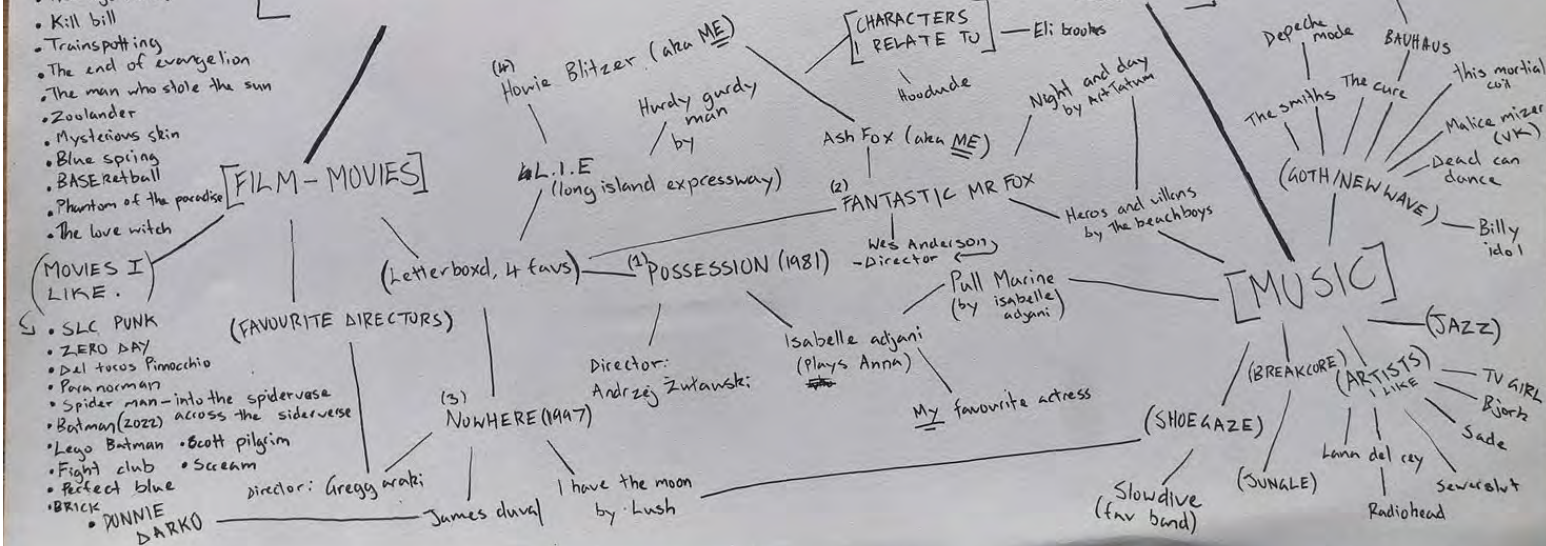 • Kill bill
• Trainspotting
• The end of evangelion
• The man who stole the sun
• Zoolander
• Mysterious skin
• Blue spring
• BASEketball
• Phantom of the paradise
• The love witch
[FILM-MOVIES]
(MOVIES I
LIKE.
• SLC PUNK
• ZERO DAY
• Del toros Pinnocchio
• Paranorman
• Spider man-into the spiderverse
across the siderverse
• Batman(2022)
• Lego Batman • Scott pilgrim
• Fight club • Scream
• Perfect blue
• BRICK
• DONNIE
DARKO
(FAVOURITE DIRECTORS)
Director: Gregg araki
(Letterboxd, 4 favs)
(4)
Howie Blitzer (aka ME)
L.I.E
(long island expressway)
Hurdy gurdy
man
by
[CHARACTERS
I RELATE TO]
Eli brookes
Hoodude
Ash Fox (aka ME)
(2)
FANTASTIC MR FOX
Wes Anderson
-Director
Night and day
by Art Tatum
Heros and villens
by The beachboys
(1) POSSESSION (1981)
Director:
Andrzej Żuławski
Isabelle adjani
(Plays Anna)
My favourite actress
Pull Marine
(by isabelle
adjani)
(3)
NOWHERE (1997)
James duval
I have the moon
by Lush
[MUSIC]
(GOTH/NEW WAVE)
The smiths
Depeche
mode
The cure
BAUHAUS
this mortial
coil
Malice mizer
(VK)
Dead can
dance
Billy
idol
(JAZZ)
(ARTISTS)
I LIKE
TV GIRL
Bjork
Sade
Sewerslut
Lana del rey
Radiohead
(BREAKCORE)
(JUNGLE)
(SHOEGAZE)
Slowdive
(fav band)